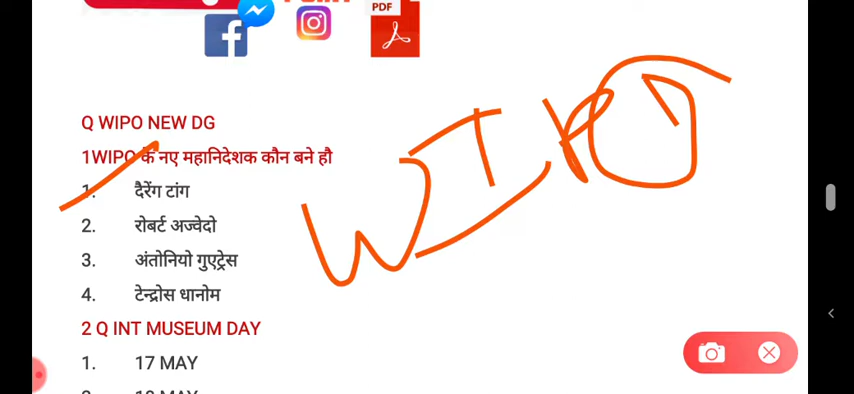 PDF
Q WIPO NEW DG
1WIPO के नए महानिदेशक कौन बने हौ
1. दैरेंग टांग
2. रोबर्ट अज्वेदो
3. अंतोनियो गुएट्रेस
4. टेन्द्रोस धानोम
WIPO
2 Q INT MUSEUM DAY
1. 17 MAY